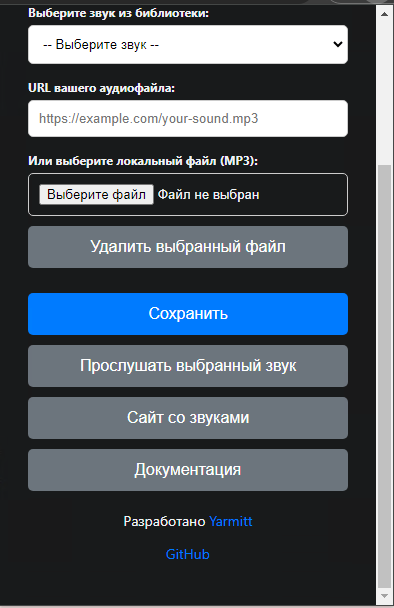 Выберите звук из библиотеки:
-- Выберите звук --
URL вашего аудиофайла:
https://example.com/your-sound.mp3
Или выберите локальный файл (MP3):
Выберите файл Файл не выбран
Удалить выбранный файл
Сохранить
Прослушать выбранный звук
Сайт со звуками
Документация
Разработано Yarmitt
GitHub